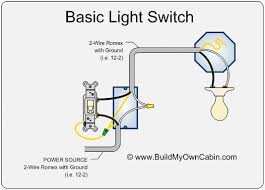 Basic Light Switch
2-Wire Romex
with Ground
(i.e. 12-2)
POWER SOURCE
2-Wire Romex with Ground
(i.e. 12-2)
© www.BuildMyOwnCabin.com